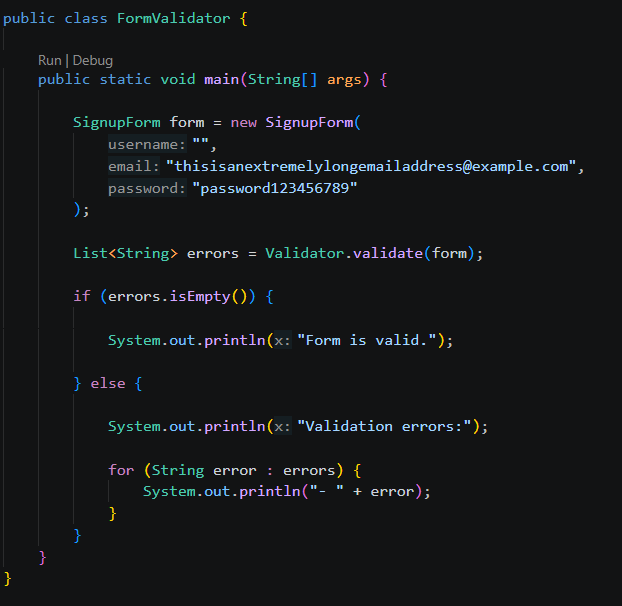 public class FormValidator {
Run | Debug
public static void main(String[] args) {
SignupForm form = new SignupForm(
username: "",
email: "thisisanextremelylongemailaddress@example.com",
password: "password123456789"
);
List<String> errors = Validator.validate(form);
if (errors.isEmpty()) {
System.out.println(x: "Form is valid.");
} else {
System.out.println(x: "Validation errors:");
for (String error : errors) {
System.out.println("- " + error);
}
}
}
}